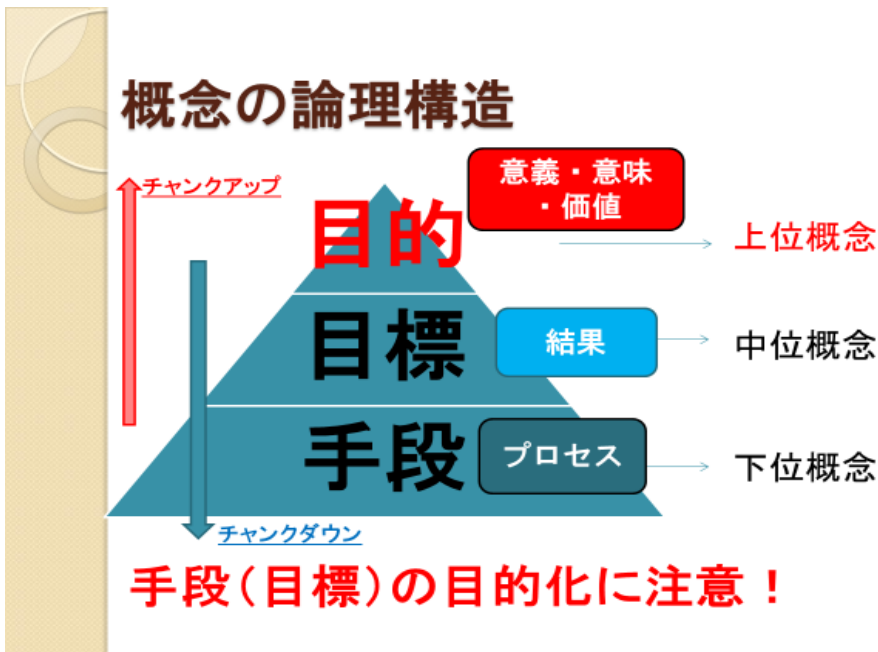 概念の論理構造
チャンクアップ
意義・意味
・価値
目的
上位概念
目標
結果
中位概念
手段
プロセス
下位概念
チャンクダウン
手段(目標)の目的化に注意！